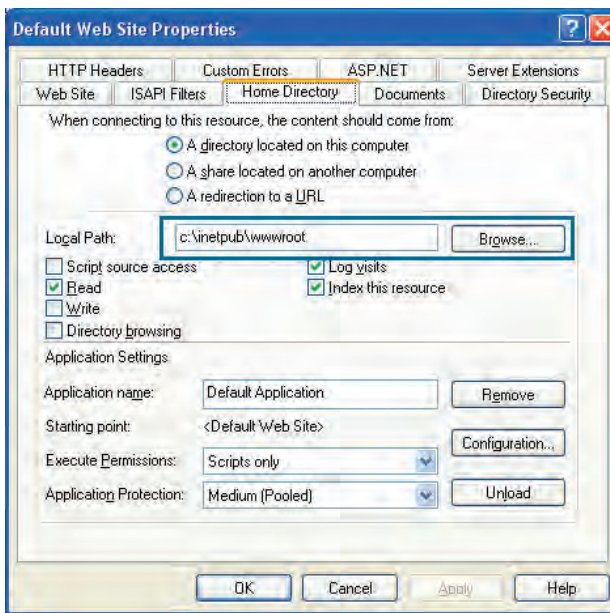 Default Web Site Properties
HTTP Headers Custom Errors ASP.NET Server Extensions
Web Site ISAPI Filters Home Directory Documents Directory Security
When connecting to this resource, the content should come from:
A directory located on this computer
A share located on another computer
A redirection to a URL
Local Path: c:\inetpub\wwwroot Browse...
Script source access Log visits
Read Index this resource
Write
Directory browsing
Application Settings
Application name: Default Application Remove
Starting point: <Default Web Site>
Configuration...
Execute Permissions: Scripts only
Application Protection: Medium (Pooled) Unload
OK Cancel Apply Help